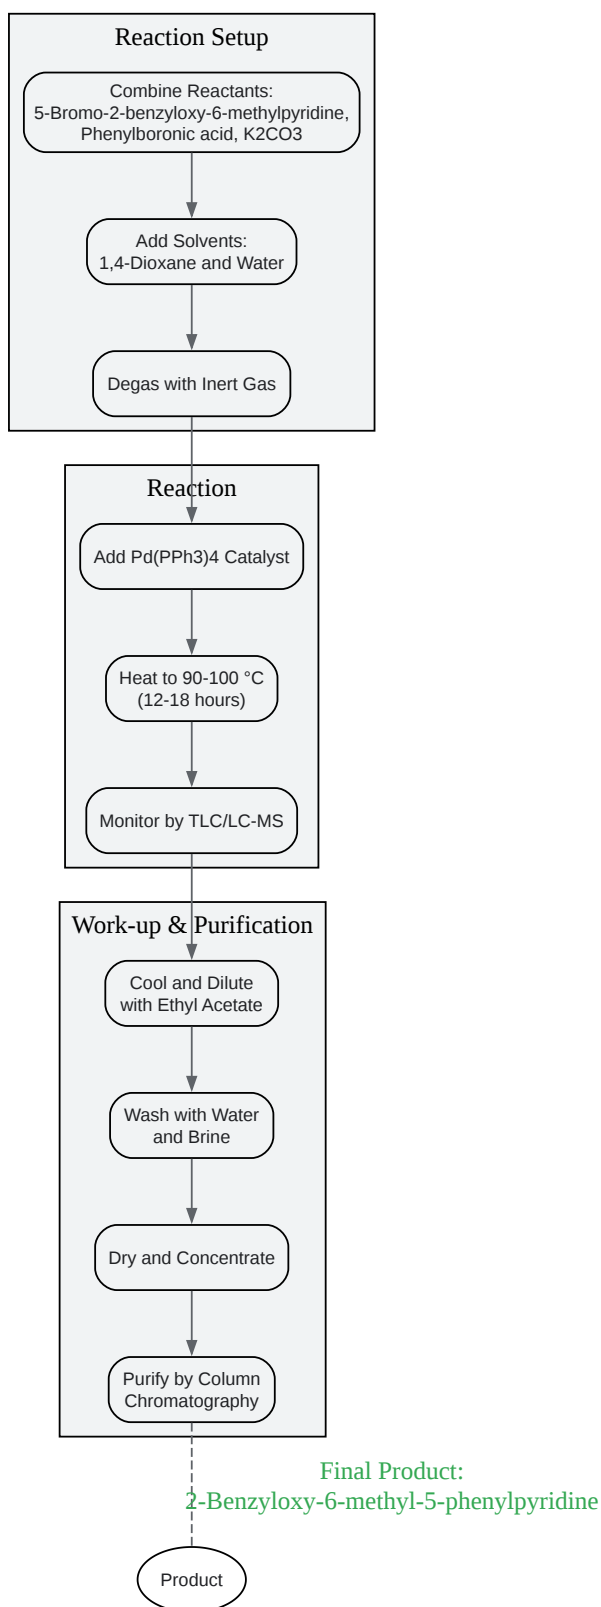 Reaction Setup
Combine Reactants:
5-Bromo-2-benzyloxy-6-methylpyridine,
Phenylboronic acid, K2CO3
Add Solvents:
1,4-Dioxane and Water
Degas with Inert Gas
Reaction
Add Pd(PPh3)4 Catalyst
Heat to 90-100 °C
(12-18 hours)
Monitor by TLC/LC-MS
Work-up & Purification
Cool and Dilute
with Ethyl Acetate
Wash with Water
and Brine
Dry and Concentrate
Purify by Column
Chromatography
Final Product:
2-Benzyloxy-6-methyl-5-phenylpyridine
Product